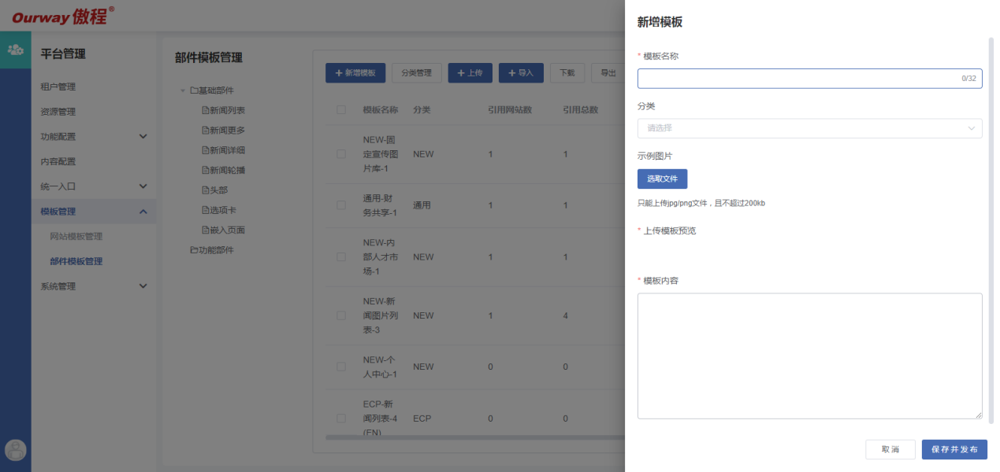 Ourway 傲程®
平台管理
租户管理
资源管理
功能配置
内容配置
统一入口
模板管理
网站模板管理
部件模板管理
系统管理
部件模板管理
基础部件
新闻列表
新闻更多
新闻详细
新闻轮播
头部
选项卡
嵌入页面
功能部件
+ 新增模板 分类管理 + 上传 + 导入 下载 导出
模板名称 分类 引用网站数 引用总数
NEW-固
定宣传图
片库-1
NEW 1 1
通用-财
务共享-1
通用 1 1
NEW-内
部人才市
场-1
NEW 1 1
NEW-新
闻图片列
表-3
NEW 1 4
NEW-个
人中心-1
NEW 0 0
ECP-新
闻列表-4
(EN)
ECP 0 0
新增模板
* 模板名称
0/32
分类
请选择
示例图片
选取文件
只能上传jpg/png文件，且不超过200kb
* 上传模板预览
* 模板内容
取消 保存并发布